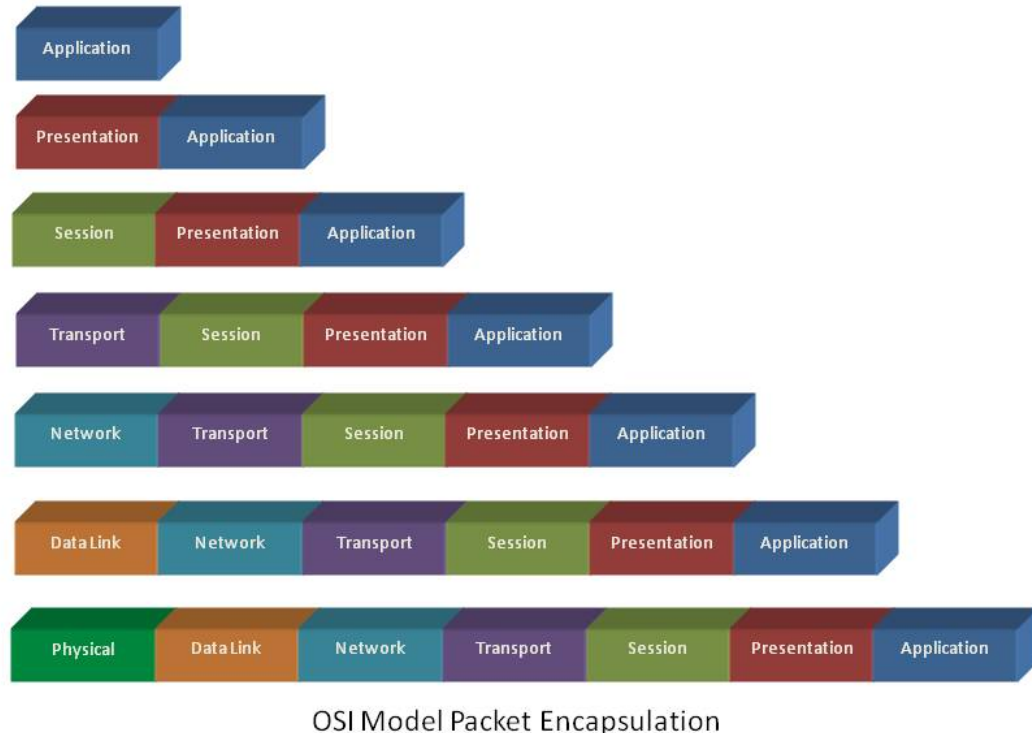 Application
Presentation Application
Session Presentation Application
Transport Session Presentation Application
Network Transport Session Presentation Application
Data Link Network Transport Session Presentation Application
Physical Data Link Network Transport Session Presentation Application
OSI Model Packet Encapsulation